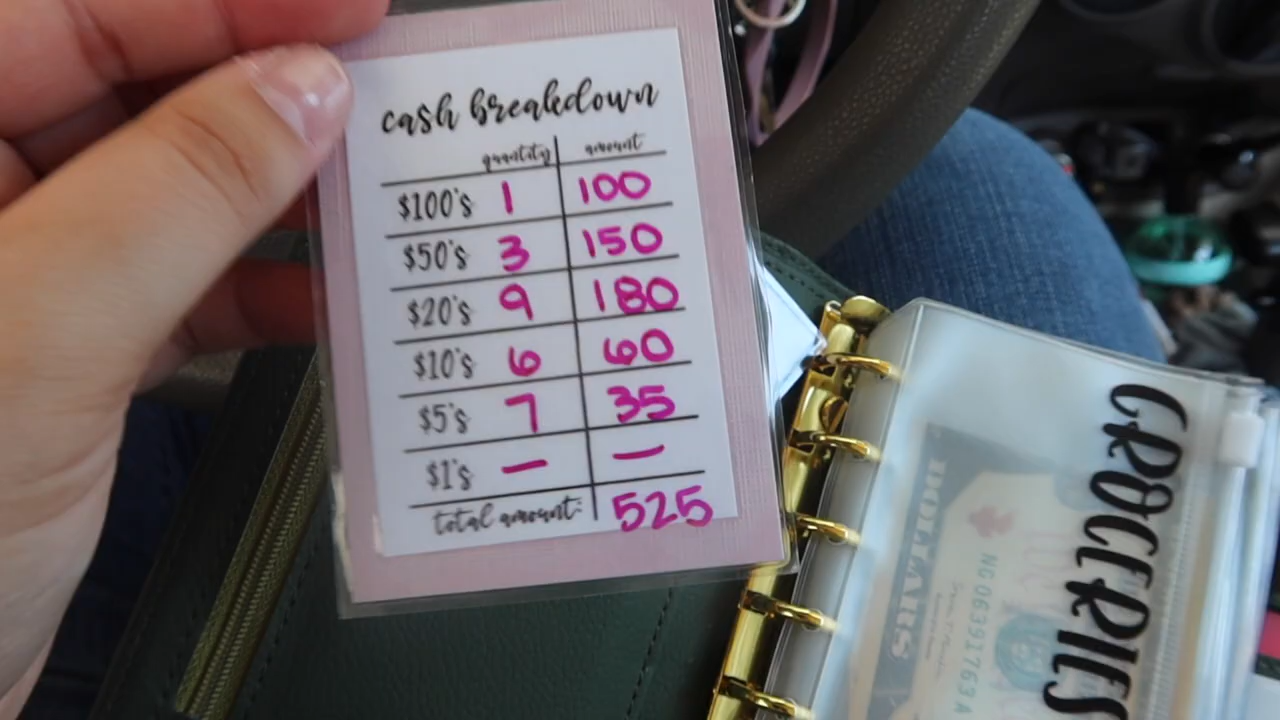 cash breakdown
quantity amount
$100's 1 100
$50's 3 150
$20's 9 180
$10's 6 60
$5's 7 35
$1's — —
total amount: 525
GROCERIES
DOLLARS
NG 06391763 A